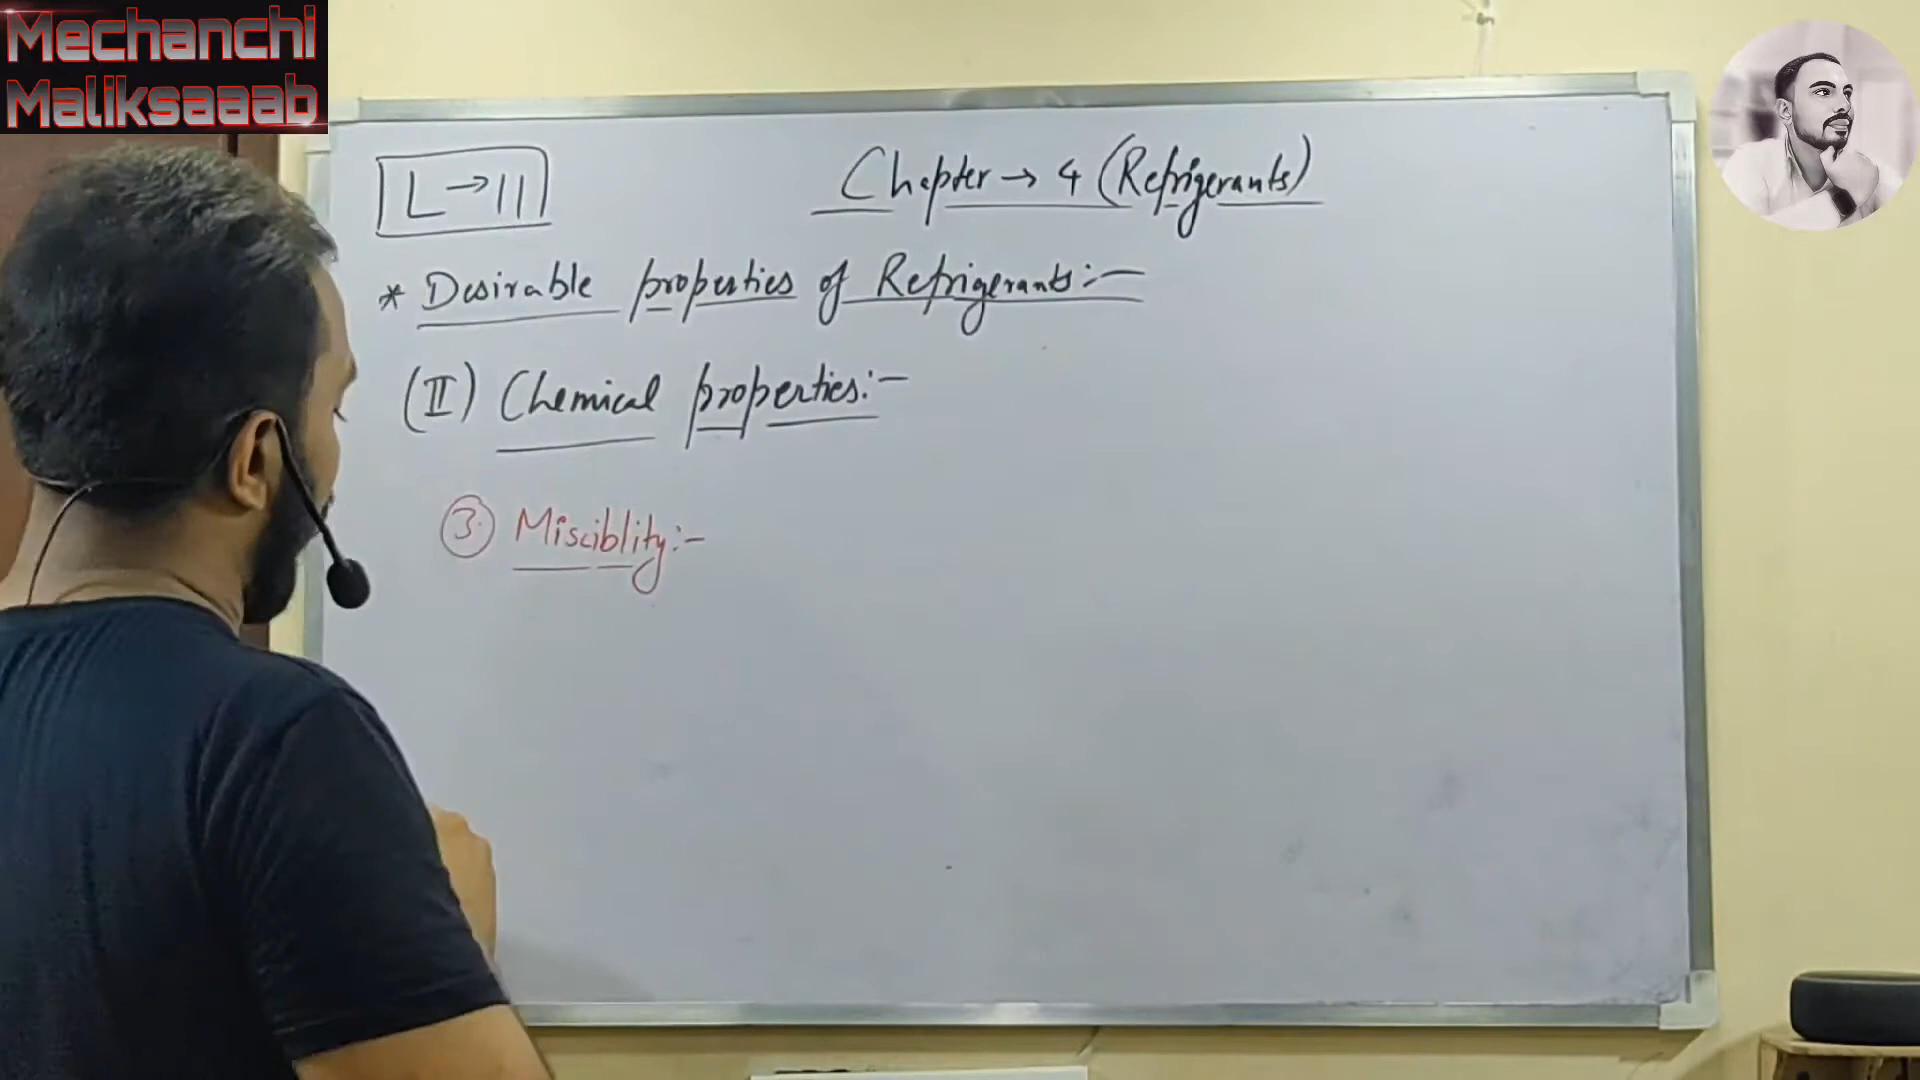 Mechanchi
Maliksaaab
L → 11
Chapter → 4 (Refrigerants)
* Desirable properties of Refrigerants:-
(II) Chemical properties:-
3. Misciblity:-